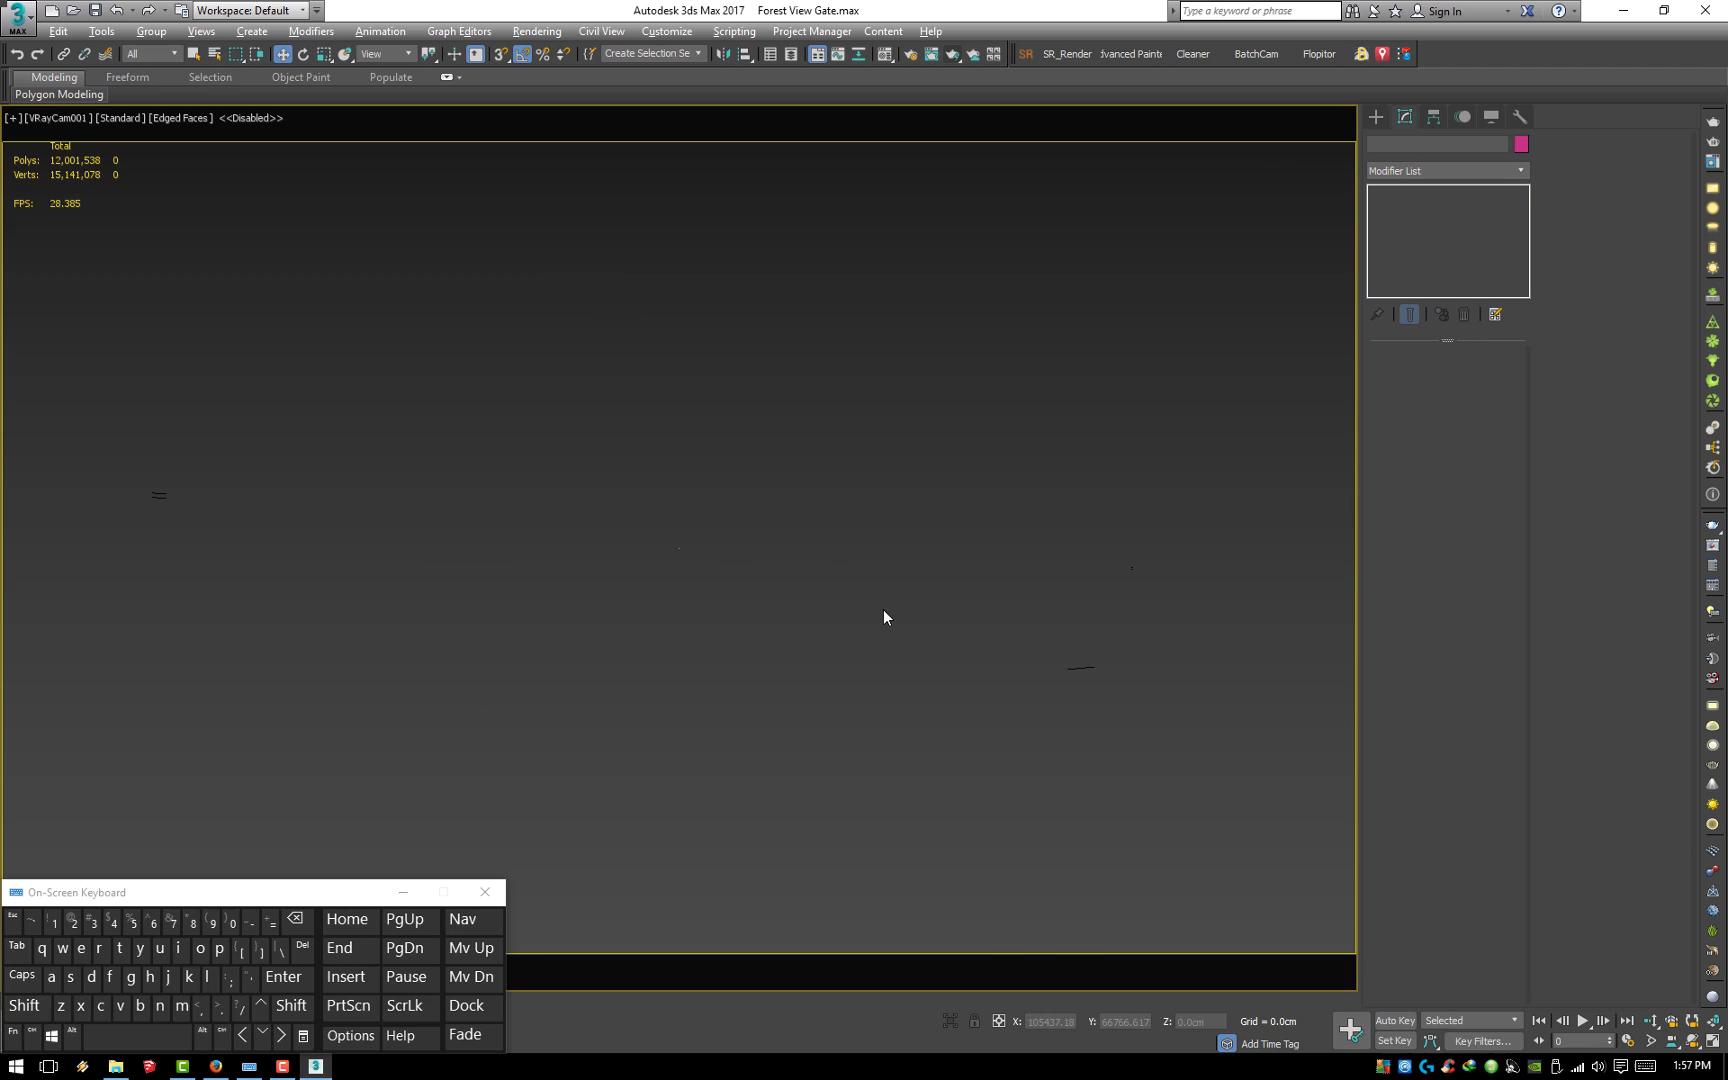 Workspace: Default
Autodesk 3ds Max 2017 Forest View Gate.max
Type a keyword or phrase
Sign In
MAX
Edit Tools Group Views Create Modifiers Animation Graph Editors Rendering Civil View Customize Scripting Project Manager Content Help
All View Create Selection Se SR SR_Render Cleaner BatchCam Flopitor
Modeling Freeform Selection Object Paint Populate
Polygon Modeling
[+] [VRayCam001] [Standard] [Edged Faces] <<Disabled>>
Total
Polys: 12,001,538 0
Verts: 15,141,078 0
FPS: 28.385
Modifier List
On-Screen Keyboard
Esc ~ ! 1 @ 2 # 3 $ 4 % 5 ^ 6 & 7 * 8 ( 9 ) 0 _ - + = Home PgUp Nav
Tab q w e r t y u i o p { [ } ] | \ Del End PgDn Mv Up
Caps a s d f g h j k l : ; " ' Enter Insert Pause Mv Dn
Shift z x c v b n m < , > . ? / ^ Shift PrtScn ScrLk Dock
Fn Ctrl Alt Alt Ctrl < > Options Help Fade
X: 105437.18 Y: 66766.617 Z: 0.0cm Grid = 0.0cm
Add Time Tag
Auto Key Selected
Set Key Key Filters... 0
1:57 PM